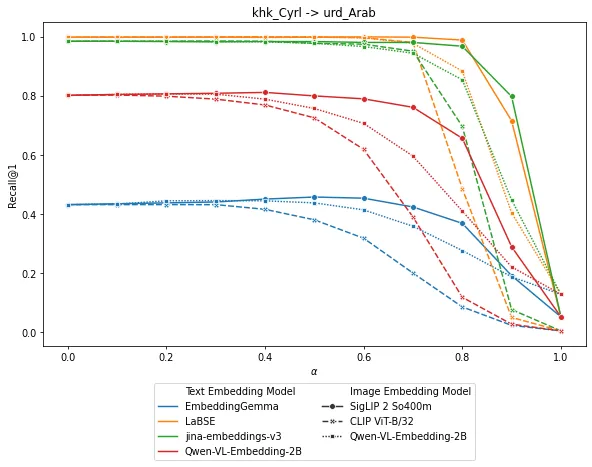 khk_Cyrl -> urd_Arab
1.0
0.8
0.6
0.4
0.2
0.0
Recall@1
0.0 0.2 0.4 0.6 0.8 1.0
α
Text Embedding Model Image Embedding Model
EmbeddingGemma SigLIP 2 So400m
LaBSE CLIP ViT-B/32
jina-embeddings-v3 Qwen-VL-Embedding-2B
Qwen-VL-Embedding-2B